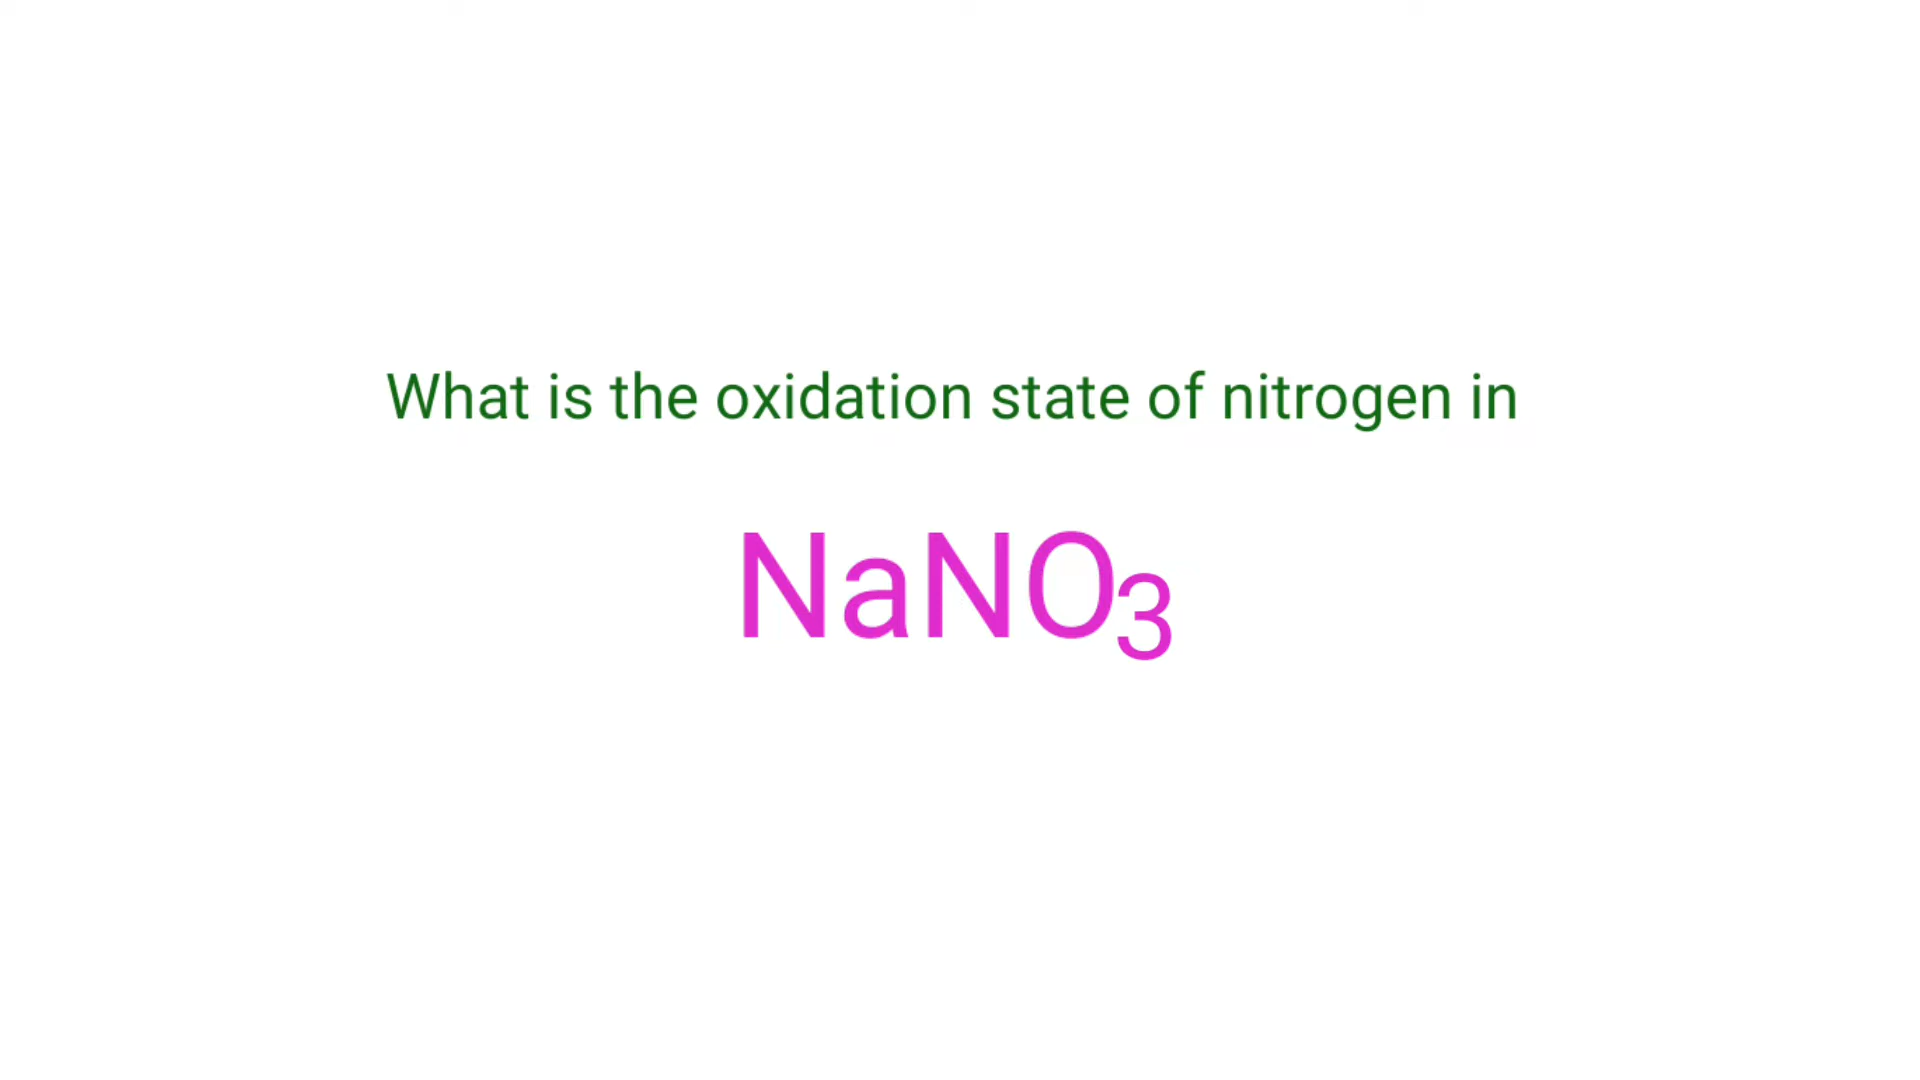 What is the oxidation state of nitrogen in
NaNO₃